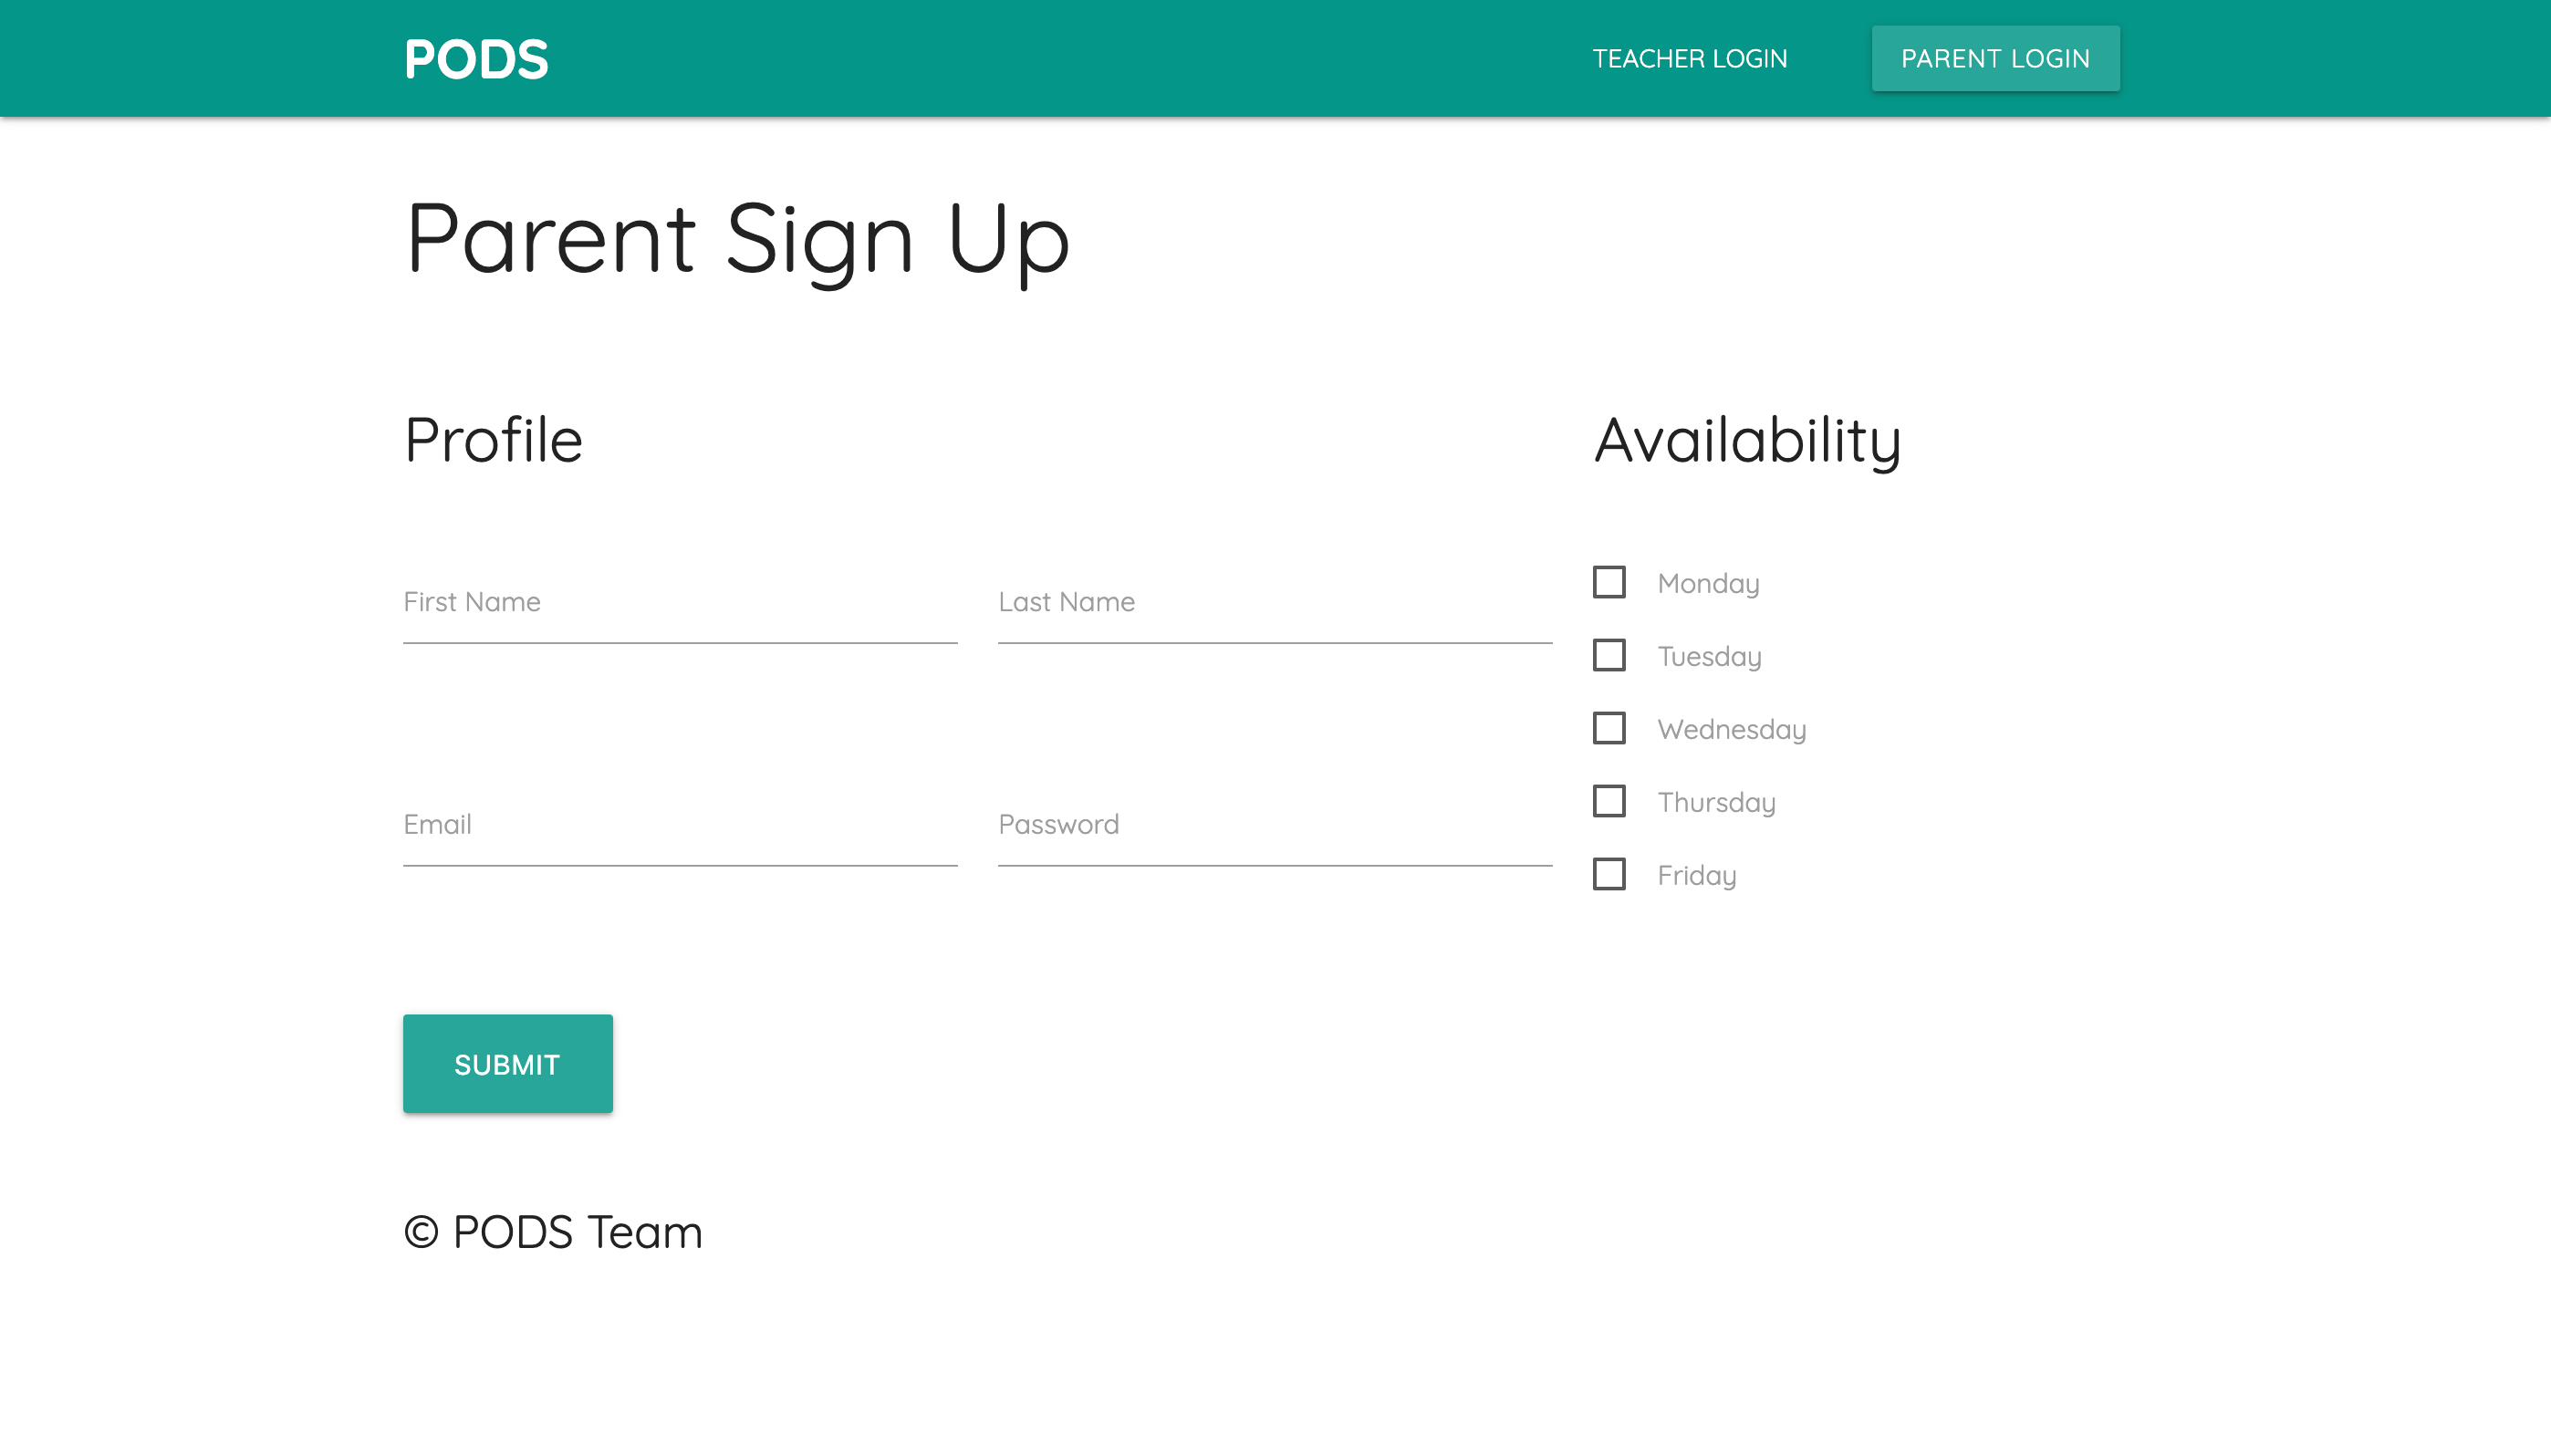 PODS
TEACHER LOGIN
PARENT LOGIN
Parent Sign Up
Profile
First Name
Last Name
Email
Password
Availability
Monday
Tuesday
Wednesday
Thursday
Friday
SUBMIT
© PODS Team